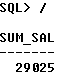 SQL> /
SUM_SAL
-------
29025